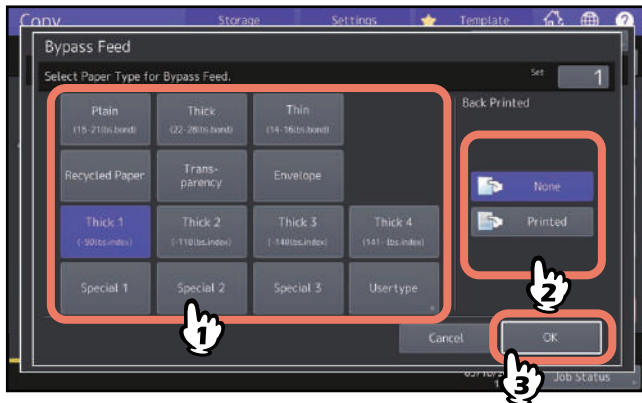 Copy Storage Settings Template
Bypass Feed
Select Paper Type for Bypass Feed.
Set 1
Back Printed
Plain
(16-21lbs.bond)
Thick
(22-28lbs.bond)
Thin
(14-16lbs.bond)
Recycled Paper
Trans-
parency
Envelope
Thick 1
(-90lbs.index)
Thick 2
(-110lbs.index)
Thick 3
(-140lbs.index)
Thick 4
(141- lbs.index)
Special 1
Special 2
Special 3
Usertype
None
Printed
1
2
Cancel
OK
3
Job Status